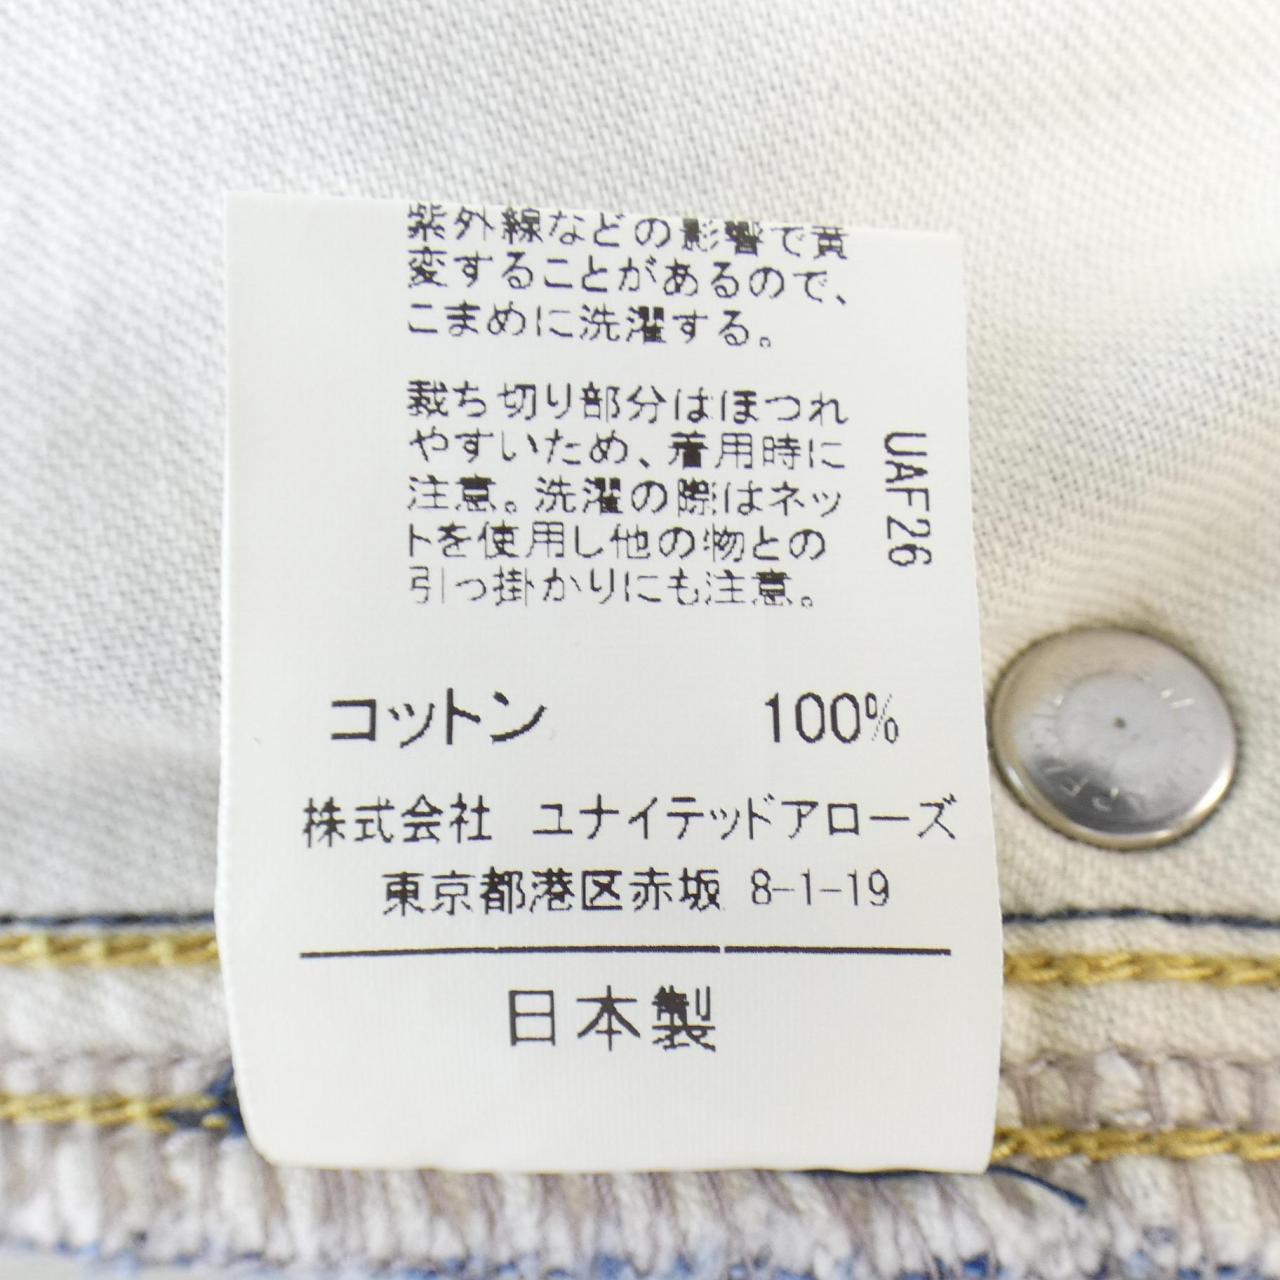 紫外線などの影響で黄
変することがあるので、
こまめに洗濯する。
裁ち切り部分はほつれ
やすいため、着用時に
注意。洗濯の際はネッ
トを使用し他の物との
引っ掛かりにも注意。
UAF26
コットン 100%
株式会社 ユナイテッドアローズ
東京都港区赤坂 8-1-19
日本製